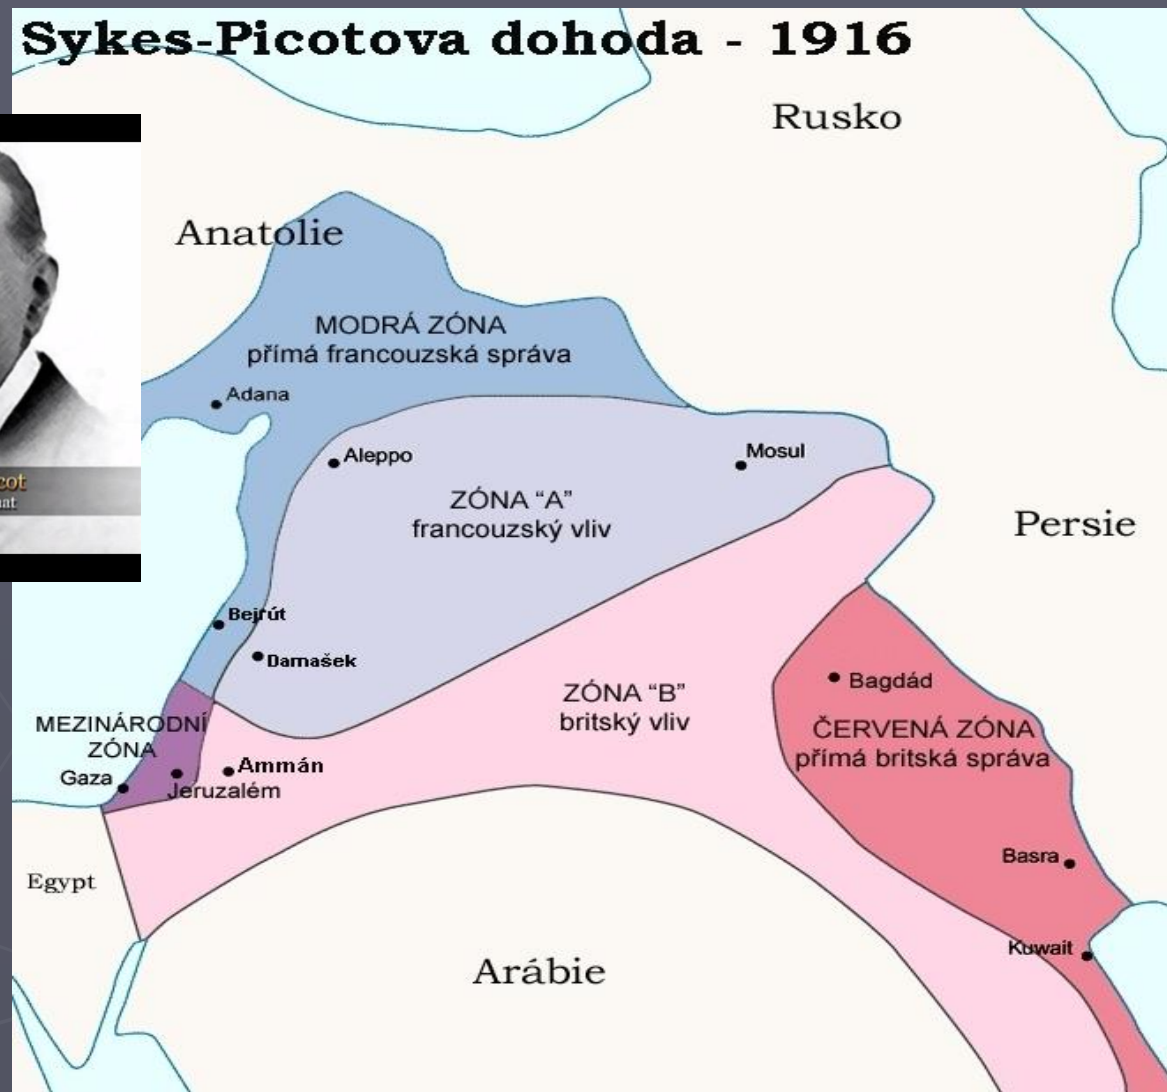 Sykes-Picotova dohoda - 1916
Rusko
Anatolie
MODRÁ ZÓNA
přímá francouzská správa
Adana
Aleppo
Mosul
ZÓNA "A"
francouzský vliv
Persie
Bejrút
Damašek
Bagdád
ZÓNA "B"
britský vliv
MEZINÁRODNÍ
ZÓNA
ČERVENÁ ZÓNA
přímá britská správa
Ammán
Gaza
Jeruzalém
Basra
Egypt
Kuwait
Arábie